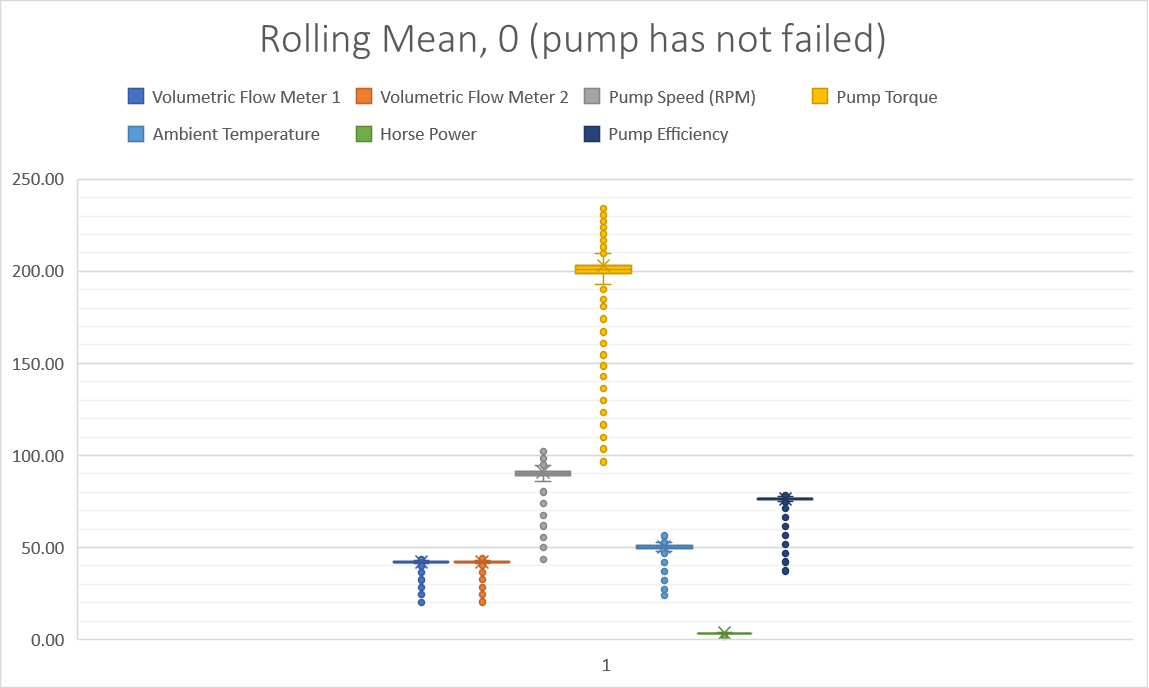 Rolling Mean, 0 (pump has not failed)
Volumetric Flow Meter 1 Volumetric Flow Meter 2 Pump Speed (RPM) Pump Torque
Ambient Temperature Horse Power Pump Efficiency
250.00
200.00
150.00
100.00
50.00
0.00
1